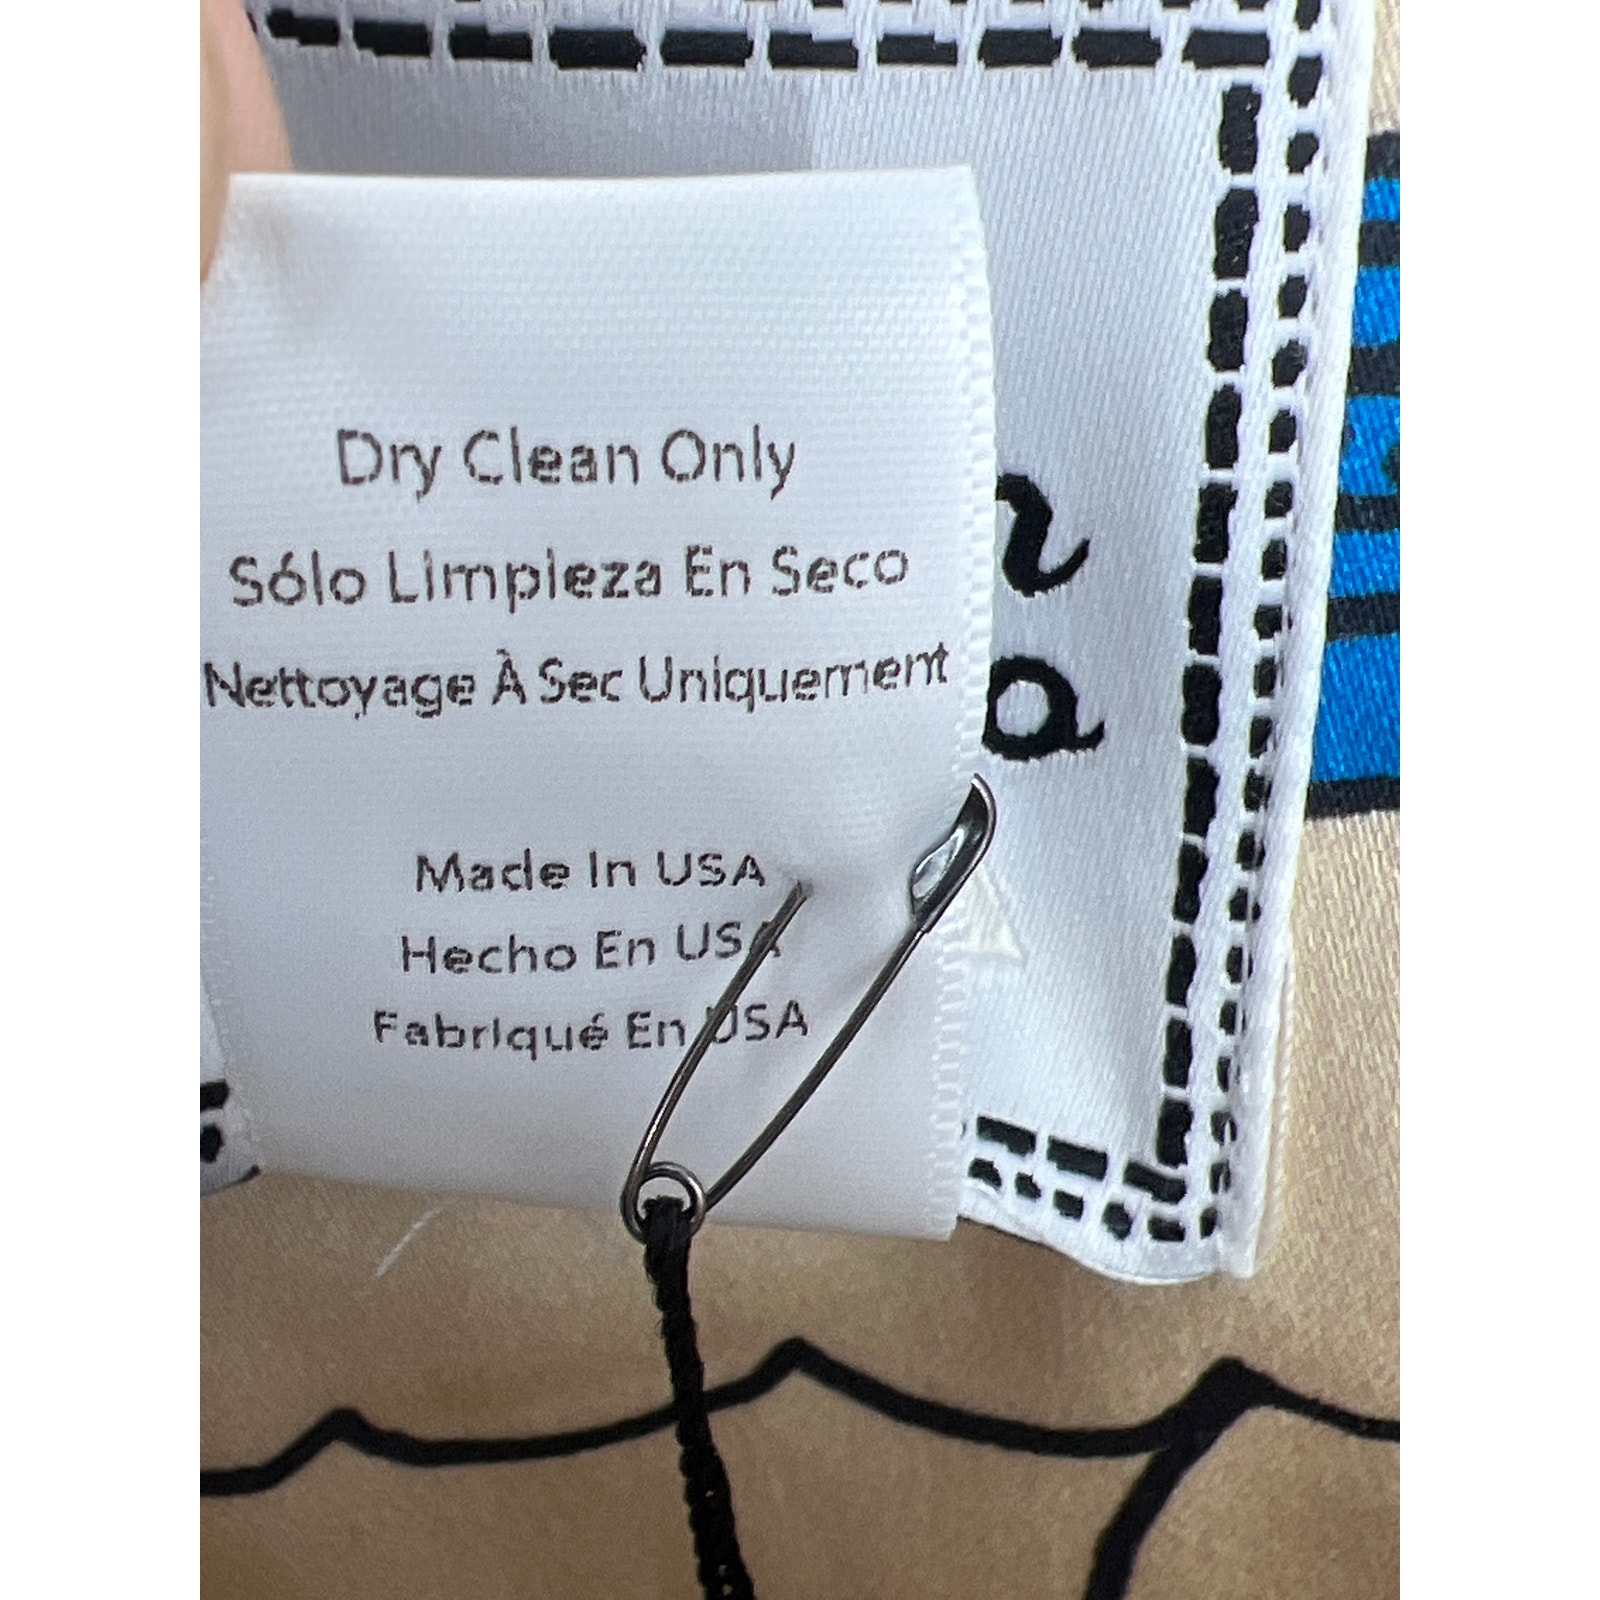 Dry Clean Only
Sólo Limpieza En Seco
Nettoyage À Sec Uniquement
Made In USA
Hecho En USA
Fabriqué En USA